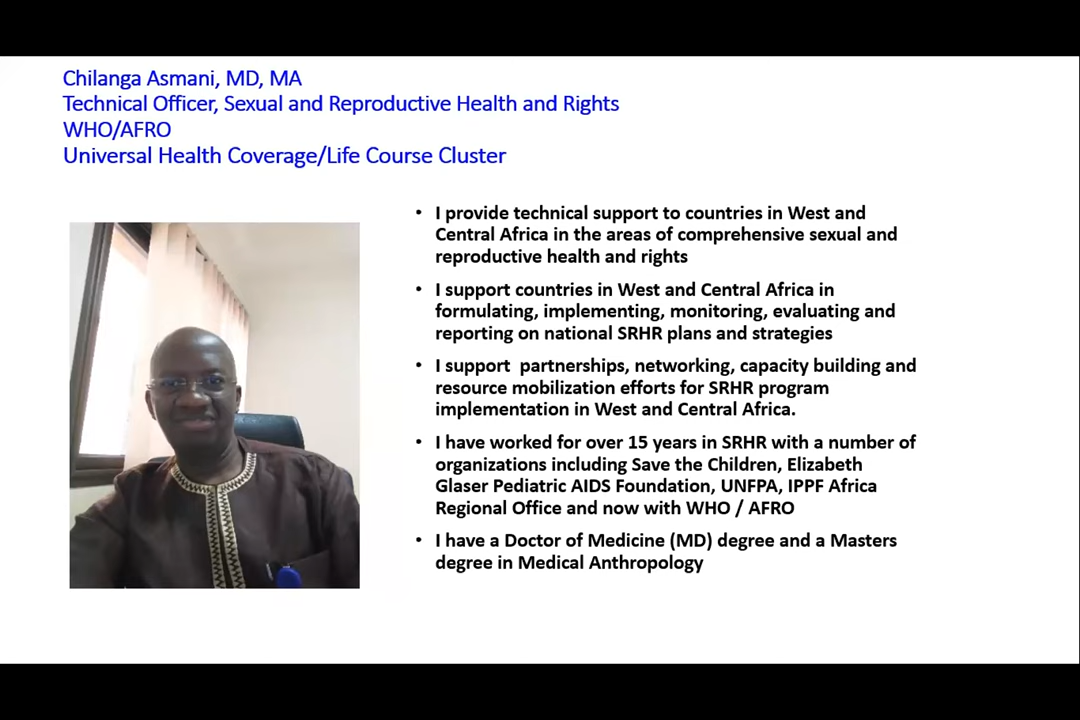 Chilanga Asmani, MD, MA
Technical Officer, Sexual and Reproductive Health and Rights
WHO/AFRO
Universal Health Coverage/Life Course Cluster
• I provide technical support to countries in West and
Central Africa in the areas of comprehensive sexual and
reproductive health and rights
• I support countries in West and Central Africa in
formulating, implementing, monitoring, evaluating and
reporting on national SRHR plans and strategies
• I support  partnerships, networking, capacity building and
resource mobilization efforts for SRHR program
implementation in West and Central Africa.
• I have worked for over 15 years in SRHR with a number of
organizations including Save the Children, Elizabeth
Glaser Pediatric AIDS Foundation, UNFPA, IPPF Africa
Regional Office and now with WHO / AFRO
• I have a Doctor of Medicine (MD) degree and a Masters
degree in Medical Anthropology